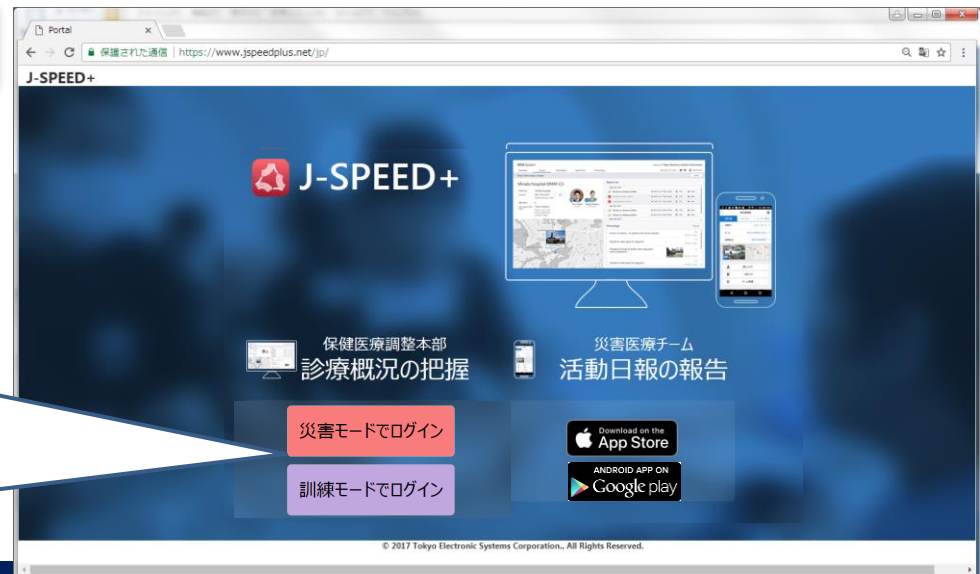 Portal
保護された通信 | https://www.jspeedplus.net/jp/
J-SPEED+
J-SPEED+
保健医療調整本部
診療概況の把握
災害医療チーム
活動日報の報告
災害モードでログイン
訓練モードでログイン
Download on the
App Store
ANDROID APP ON
Google play
© 2017 Tokyo Electronic Systems Corporation., All Rights Reserved.